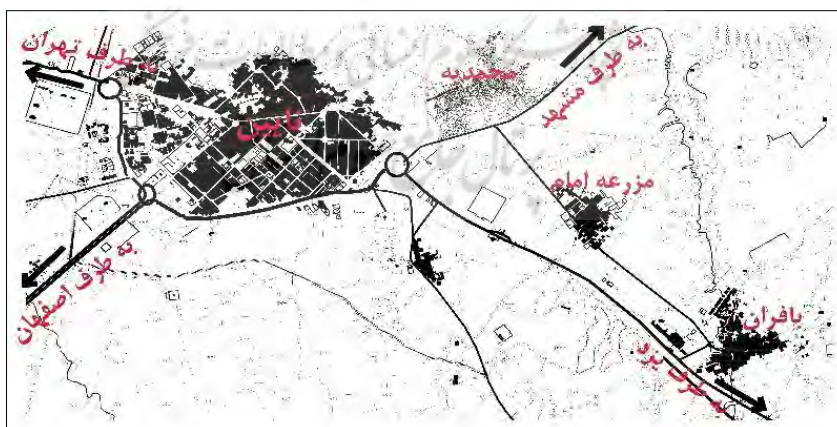 به طرف تهران
نایین
محمدیه
به طرف مشهد
مزرعه امام
به طرف اصفهان
بافران
به طرف یزد